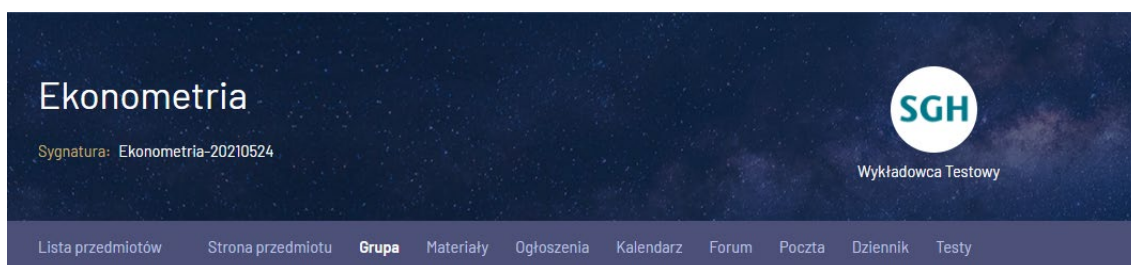 Ekonometria
Sygnatura: Ekonometria-20210524
SGH
Wykładowca Testowy
Lista przedmiotów Strona przedmiotu Grupa Materiały Ogłoszenia Kalendarz Forum Poczta Dziennik Testy